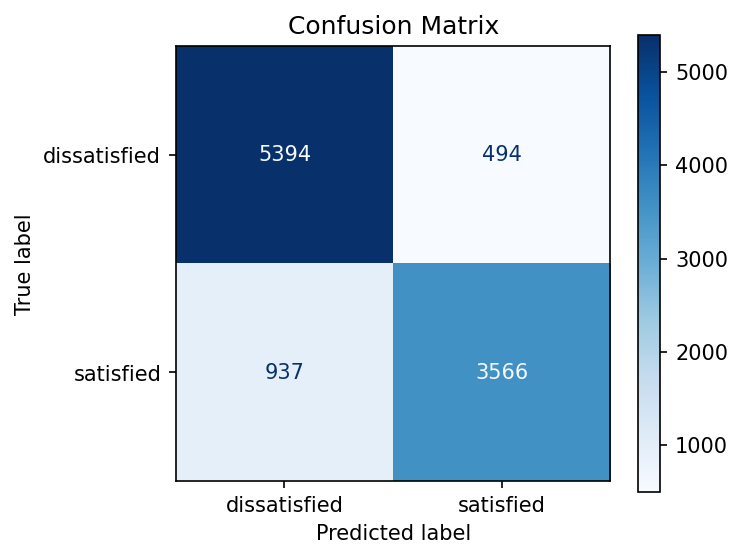 Confusion Matrix
dissatisfied
5394
494
5000
4000
3000
2000
1000
True label
satisfied
937
3566
dissatisfied
satisfied
Predicted label